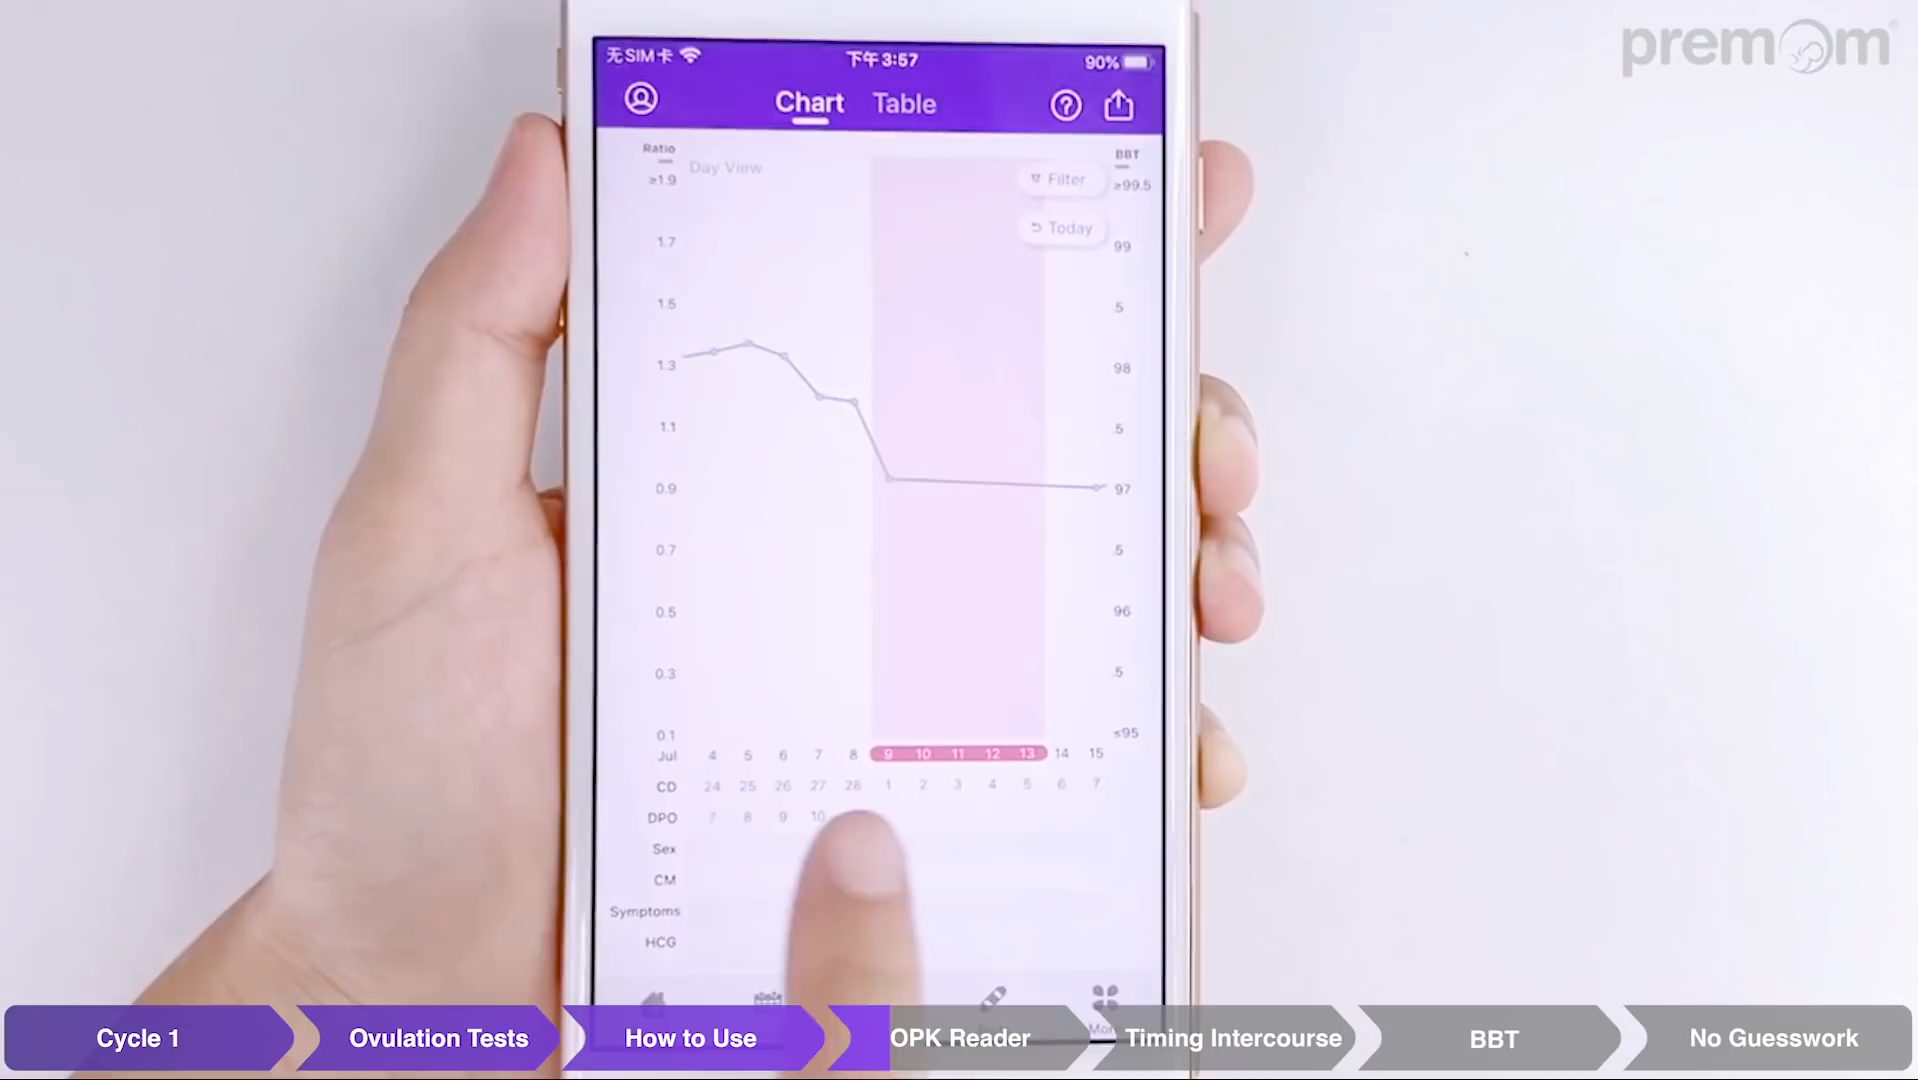 premom
无SIM卡 下午3:57 90%
Chart Table
Ratio BBT
Day View
≥1.9 Filter ≥99.5
Today
1.7 99
1.5 .5
1.3 98
1.1 .5
0.9 97
0.7 .5
0.5 96
0.3 .5
0.1 ≤95
Jul 4 5 6 7 8 9 10 11 12 13 14 15
CD 24 25 26 27 28 1 2 3 4 5 6 7
DPO 7 8 9 10
Sex
CM
Symptoms
HCG
Cycle 1 Ovulation Tests How to Use OPK Reader Timing Intercourse BBT No Guesswork